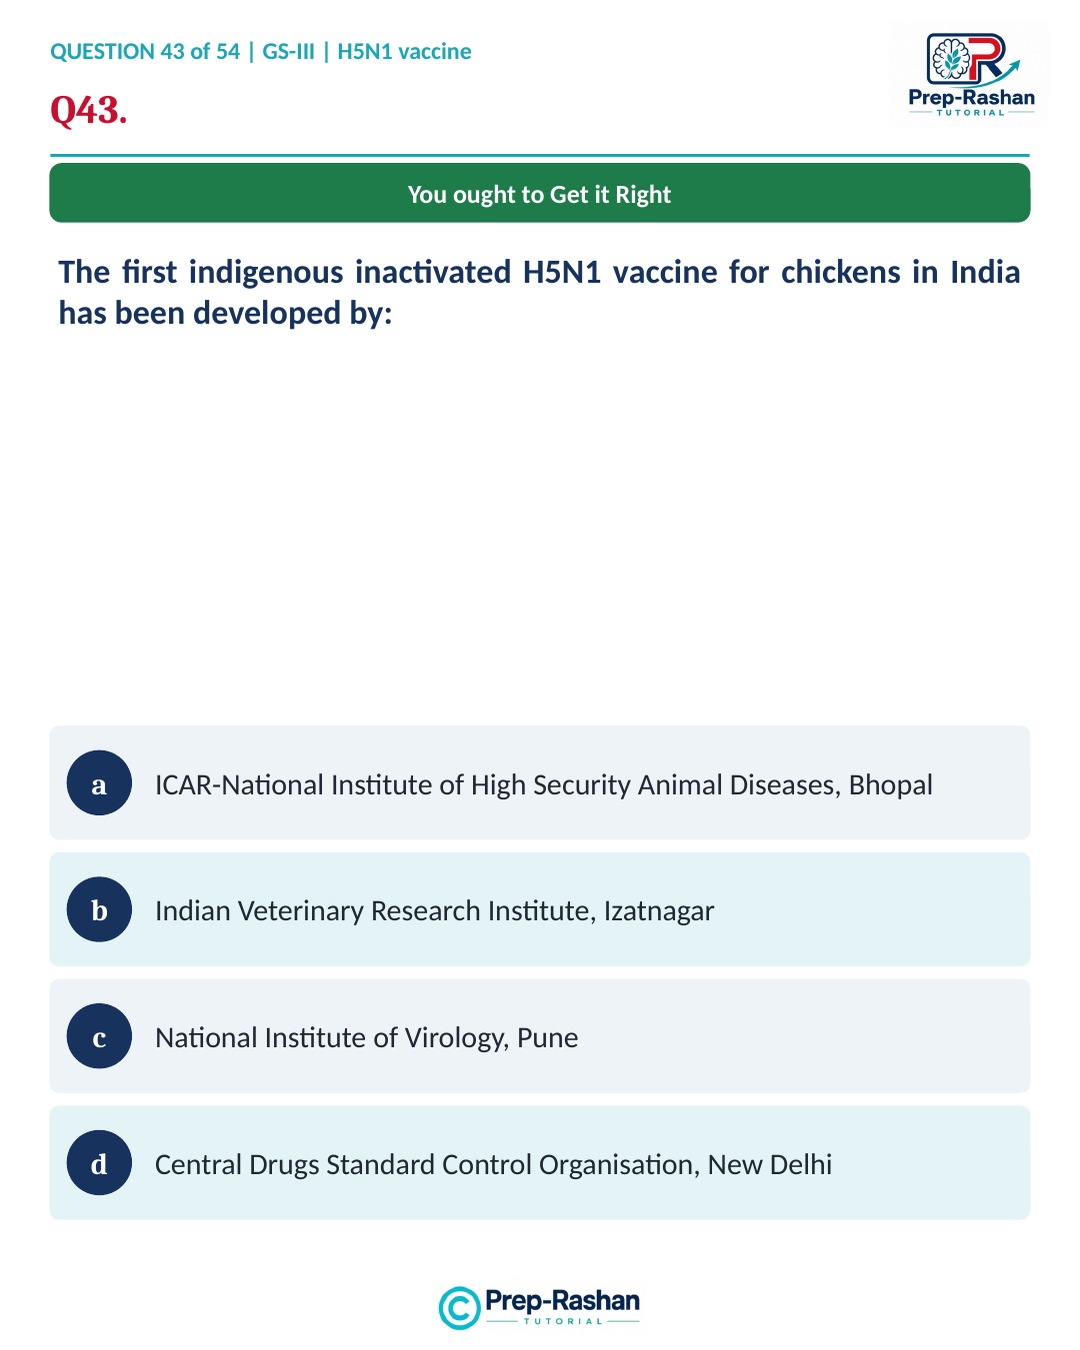 QUESTION 43 of 54 | GS-III | H5N1 vaccine
Q43.
R
Prep-Rashan
TUTORIAL
You ought to Get it Right
The first indigenous inactivated H5N1 vaccine for chickens in India
has been developed by:
a ICAR-National Institute of High Security Animal Diseases, Bhopal
b Indian Veterinary Research Institute, Izatnagar
c National Institute of Virology, Pune
d Central Drugs Standard Control Organisation, New Delhi
© Prep-Rashan
TUTORIAL